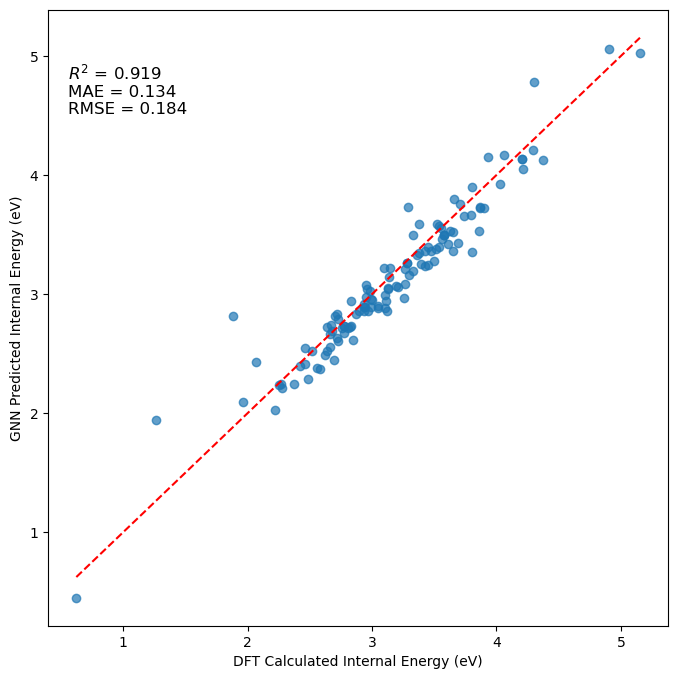 R² = 0.919
MAE = 0.134
RMSE = 0.184
GNN Predicted Internal Energy (eV)
5
4
3
2
1
1 2 3 4 5
DFT Calculated Internal Energy (eV)